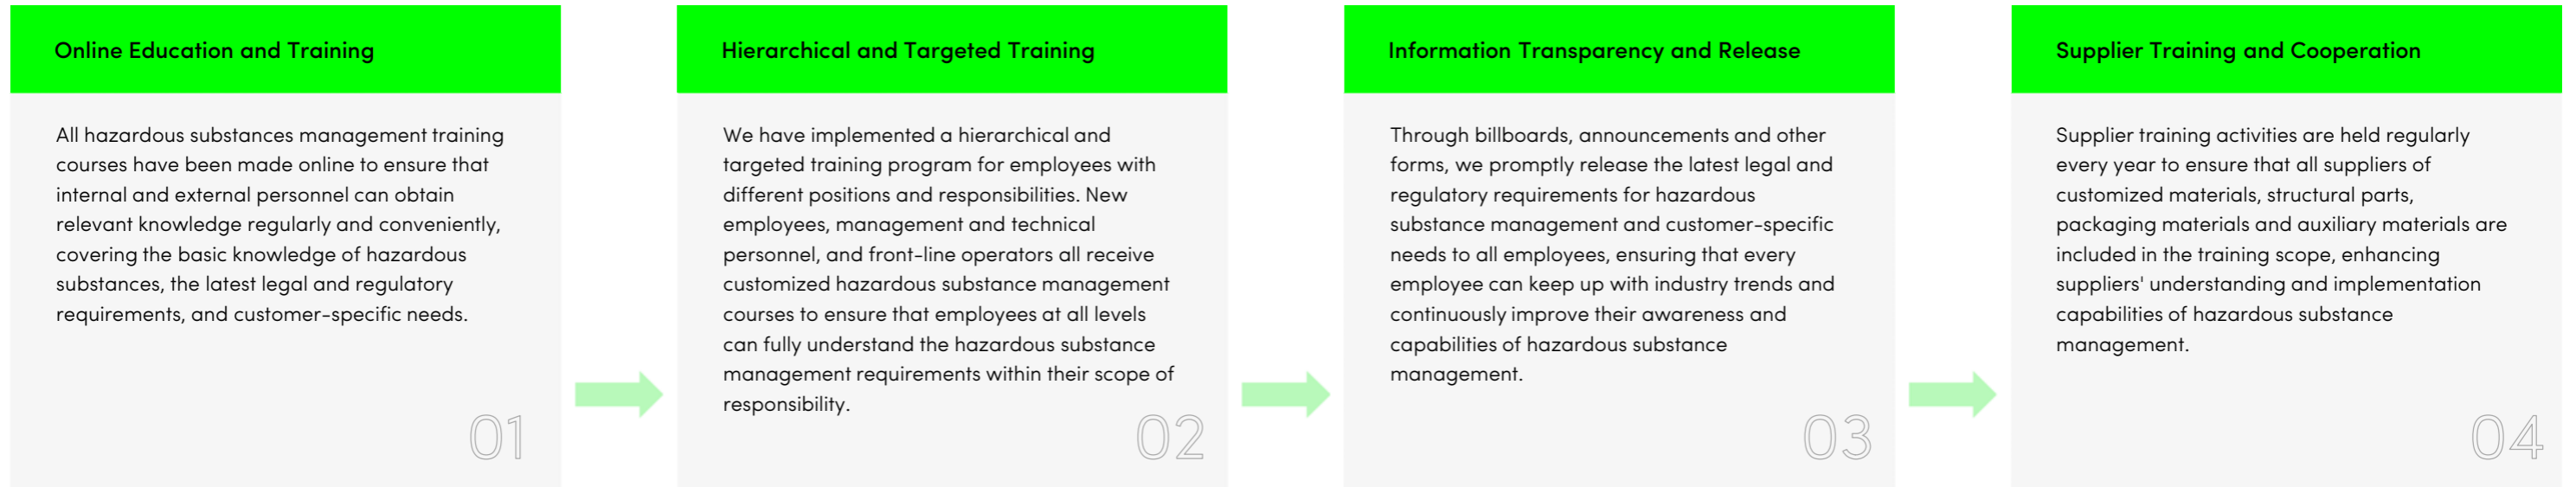 Online Education and Training
All hazardous substances management training
courses have been made online to ensure that
internal and external personnel can obtain
relevant knowledge regularly and conveniently,
covering the basic knowledge of hazardous
substances, the latest legal and regulatory
requirements, and customer-specific needs.
01
Hierarchical and Targeted Training
We have implemented a hierarchical and
targeted training program for employees with
different positions and responsibilities. New
employees, management and technical
personnel, and front-line operators all receive
customized hazardous substance management
courses to ensure that employees at all levels
can fully understand the hazardous substance
management requirements within their scope of
responsibility.
02
Information Transparency and Release
Through billboards, announcements and other
forms, we promptly release the latest legal and
regulatory requirements for hazardous
substance management and customer-specific
needs to all employees, ensuring that every
employee can keep up with industry trends and
continuously improve their awareness and
capabilities of hazardous substance
management.
03
Supplier Training and Cooperation
Supplier training activities are held regularly
every year to ensure that all suppliers of
customized materials, structural parts,
packaging materials and auxiliary materials are
included in the training scope, enhancing
suppliers' understanding and implementation
capabilities of hazardous substance
management.
04